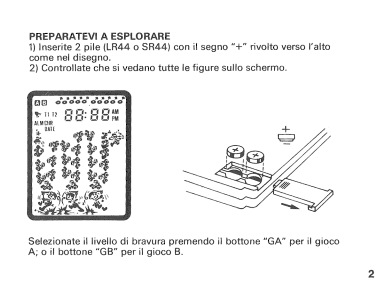 PREPARATEVI A ESPLORARE
1) Inserite 2 pile (LR44 o SR44) con il segno "+" rivolto verso l'alto
come nel disegno.
2) Controllate che si vedano tutte le figure sullo schermo.
A B
T1 T2 88:88 AM
PM
ALM CHR
DATE
+
−
Selezionate il livello di bravura premendo il bottone "GA" per il gioco
A; o il bottone "GB" per il gioco B.
2